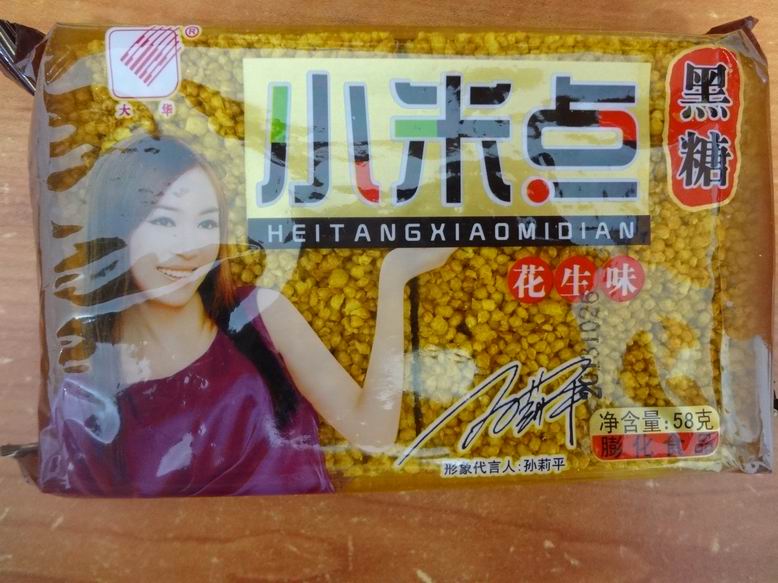 大华®
小米点
黑糖
HEITANGXIAOMIDIAN
花生味
20131026
净含量:58克
膨化食品
形象代言人:孙莉平